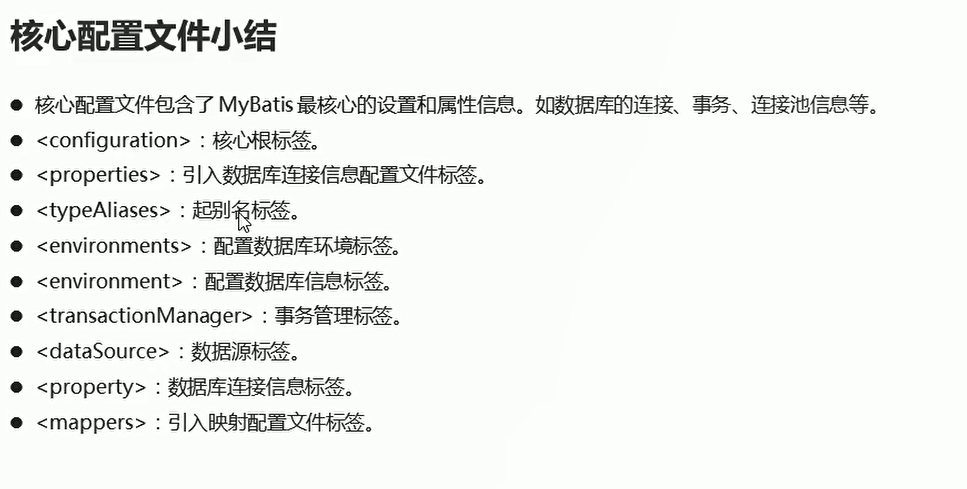 核心配置文件小结
● 核心配置文件包含了 MyBatis 最核心的设置和属性信息。如数据库的连接、事务、连接池信息等。
● <configuration>：核心根标签。
● <properties>：引入数据库连接信息配置文件标签。
● <typeAliases>：起别名标签。
● <environments>：配置数据库环境标签。
● <environment>：配置数据库信息标签。
● <transactionManager>：事务管理标签。
● <dataSource>：数据源标签。
● <property>：数据库连接信息标签。
● <mappers>：引入映射配置文件标签。